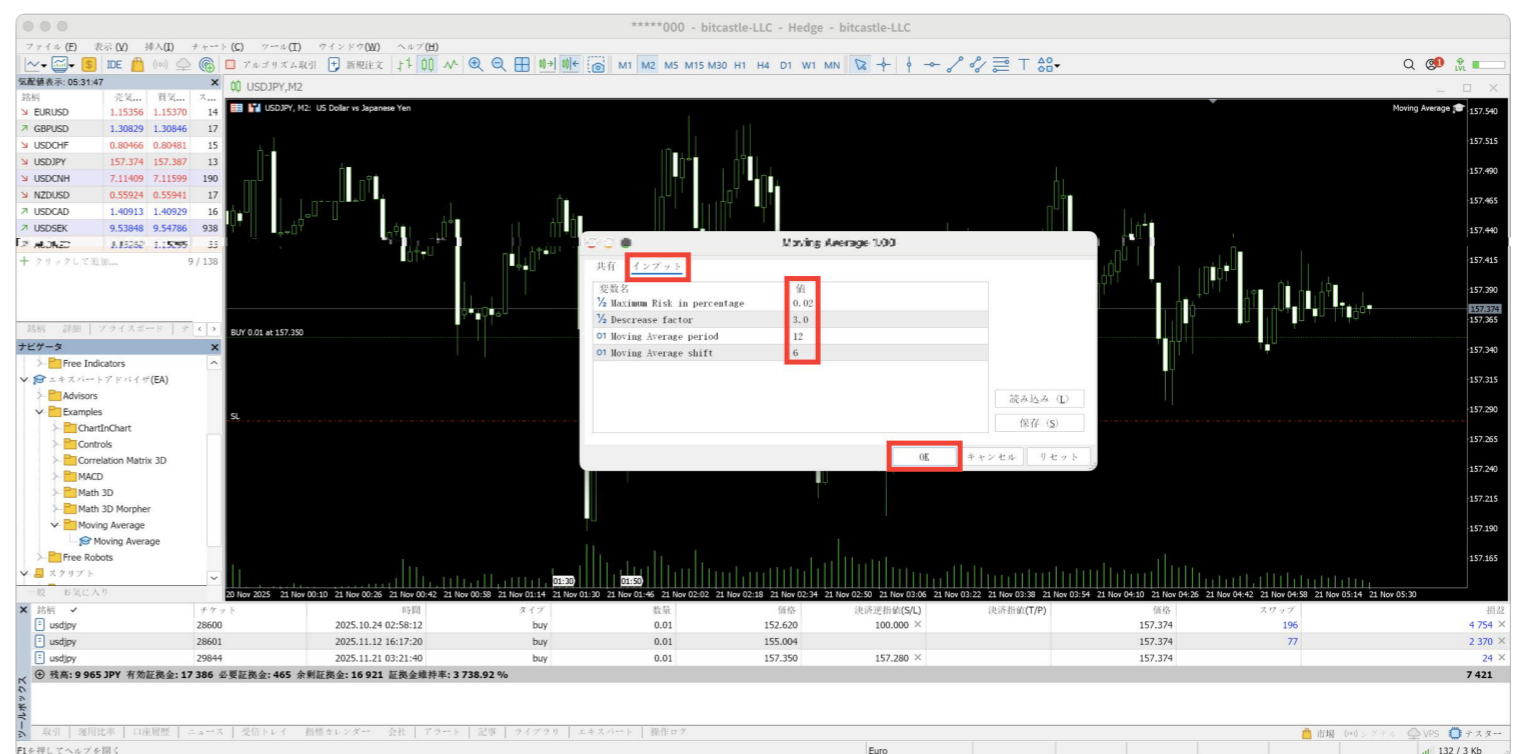 *****000 - bitcastle-LLC - Hedge - bitcastle-LLC
ファイル(F) 表示(V) 挿入(I) チャート(C) ツール(T) ウインドウ(W) ヘルプ(H)
$ IDE アルゴリズム取引 新規注文 M1 M2 M5 M15 M30 H1 H4 D1 W1 MN T LVL
気配値表示: 05:31:47 ×
銘柄 売気... 買気... ス...
EURUSD 1.15356 1.15370 14
GBPUSD 1.30829 1.30846 17
USDCHF 0.80466 0.80481 15
USDJPY 157.374 157.387 13
USDCNH 7.11409 7.11599 190
NZDUSD 0.55924 0.55941 17
USDCAD 1.40913 1.40929 16
USDSEK 9.53848 9.54786 938
クリックして追加... 9 / 138
銘柄 詳細 プライスボード テ
ナビゲータ ×
Free Indicators
エキスパートアドバイザ(EA)
Advisors
Examples
ChartInChart
Controls
Correlation Matrix 3D
MACD
Math 3D
Math 3D Morpher
Moving Average
Moving Average
Free Robots
スクリプト
一般 お気に入り
USDJPY,M2
USDJPY, M2: US Dollar vs Japanese Yen
Moving Average
157.540
157.515
157.490
157.465
157.440
157.415
157.390
157.374
157.365
157.340
157.315
157.290
157.265
157.240
157.215
157.190
157.165
BUY 0.01 at 157.350
SL
Moving Average 1.00
共有 インプット
変数名 値
Maximum Risk in percentage 0.02
Descrease factor 3.0
01 Moving Average period 12
01 Moving Average shift 6
読み込み (L)
保存 (S)
OK キャンセル リセット
01:30 01:50
20 Nov 2025 21 Nov 00:10 21 Nov 00:26 21 Nov 00:42 21 Nov 00:58 21 Nov 01:14 21 Nov 01:30 21 Nov 01:46 21 Nov 02:02 21 Nov 02:18 21 Nov 02:34 21 Nov 02:50 21 Nov 03:06 21 Nov 03:22 21 Nov 03:38 21 Nov 03:54 21 Nov 04:10 21 Nov 04:26 21 Nov 04:42 21 Nov 04:58 21 Nov 05:14 21 Nov 05:30
銘柄 チケット 時間 タイプ 数量 価格 決済逆指値(S/L) 決済指値(T/P) 価格 スワップ 損益
usdjpy 28600 2025.10.24 02:58:12 buy 0.01 152.620 100.000 × 157.374 196 4 754 ×
usdjpy 28601 2025.11.12 16:17:20 buy 0.01 155.004 157.374 77 2 370 ×
usdjpy 29844 2025.11.21 03:21:40 buy 0.01 157.350 157.280 × 157.374 24 ×
残高: 9 965 JPY 有効証拠金: 17 386 必要証拠金: 465 余剰証拠金: 16 921 証拠金維持率: 3 738.92 % 7 421
ツールボックス
取引 運用比率 口座履歴 ニュース 受信トレイ 指標カレンダー 会社 アラート 記事 ライブラリ エキスパート 操作ログ
市場 シグナル VPS テスター
F1を押してヘルプを開く Euro 132 / 3 Kb